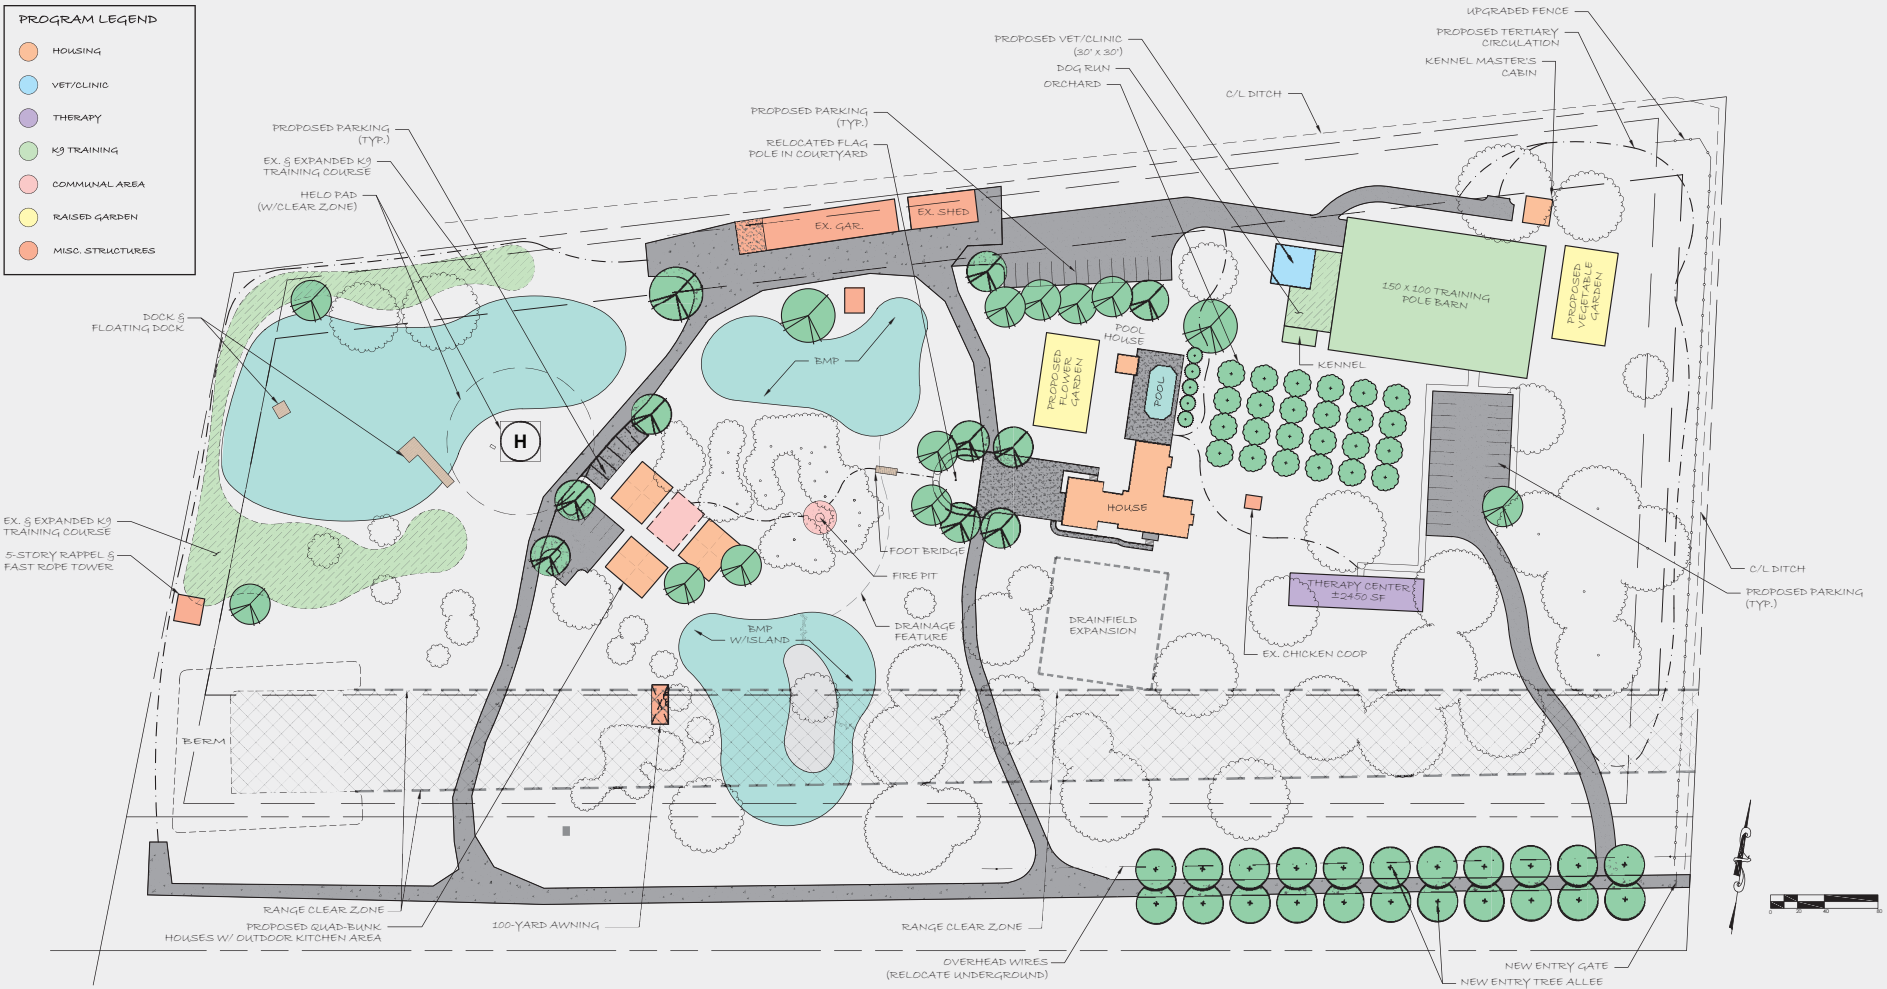 PROGRAM LEGEND
HOUSING
VET/CLINIC
THERAPY
K9 TRAINING
COMMUNAL AREA
RAISED GARDEN
MISC. STRUCTURES
UPGRADED FENCE
PROPOSED TERTIARY
CIRCULATION
KENNEL MASTER'S
CABIN
PROPOSED VET/CLINIC
(30' X 30')
DOG RUN
ORCHARD
C/L DITCH
PROPOSED PARKING
(TYP.)
RELOCATED FLAG
POLE IN COURTYARD
PROPOSED PARKING
(TYP.)
EX. & EXPANDED K9
TRAINING COURSE
HELO PAD
(W/CLEAR ZONE)
DOCK &
FLOATING DOCK
EX. GAR.
EX. SHED
150 X 100 TRAINING
POLE BARN
PROPOSED
VEGETABLE
GARDEN
KENNEL
POOL
HOUSE
PROPOSED
FLOWER
GARDEN
POOL
BMP
H
HOUSE
EX. & EXPANDED K9
TRAINING COURSE
5-STORY RAPPEL &
FAST ROPE TOWER
FOOT BRIDGE
FIRE PIT
DRAINAGE
FEATURE
DRAINFIELD
EXPANSION
THERAPY CENTER
±2450 SF
EX. CHICKEN COOP
C/L DITCH
PROPOSED PARKING
(TYP.)
BMP
W/ISLAND
BERM
RANGE CLEAR ZONE
PROPOSED QUAD-BUNK
HOUSES W/ OUTDOOR KITCHEN AREA
100-YARD AWNING
RANGE CLEAR ZONE
OVERHEAD WIRES
(RELOCATE UNDERGROUND)
NEW ENTRY GATE
NEW ENTRY TREE ALLEE
0 20 40 80